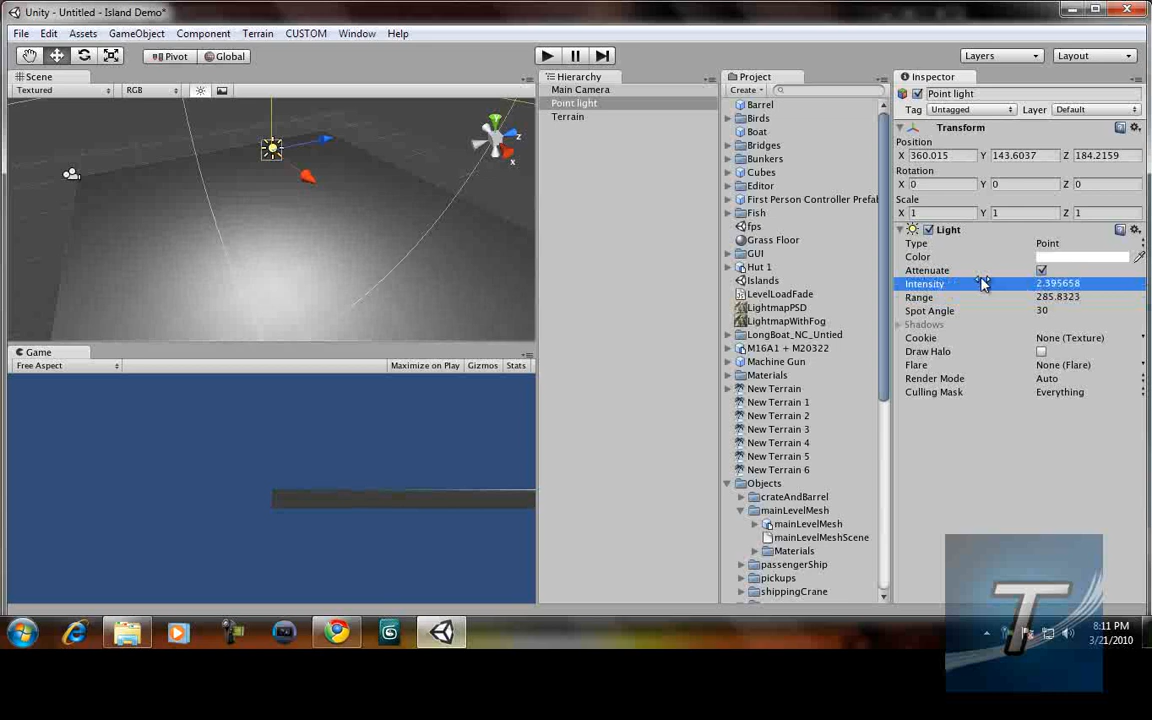 Unity - Untitled - Island Demo*
File Edit Assets GameObject Component Terrain CUSTOM Window Help
Pivot Global Layers Layout
Scene
Textured RGB
Game
Free Aspect Maximize on Play Gizmos Stats
Hierarchy
Main Camera
Point light
Terrain
Project
Create
Barrel
Birds
Boat
Bridges
Bunkers
Cubes
Editor
First Person Controller Prefab
Fish
fps
Grass Floor
GUI
Hut 1
Islands
LevelLoadFade
LightmapPSD
LightmapWithFog
LongBoat_NC_Untied
M16A1 + M20322
Machine Gun
Materials
New Terrain
New Terrain 1
New Terrain 2
New Terrain 3
New Terrain 4
New Terrain 5
New Terrain 6
Objects
crateAndBarrel
mainLevelMesh
mainLevelMesh
mainLevelMeshScene
Materials
passengerShip
pickups
shippingCrane
Inspector
Point light
Tag Untagged Layer Default
Transform
Position
X 360.015 Y 143.6037 Z 184.2159
Rotation
X 0 Y 0 Z 0
Scale
X 1 Y 1 Z 1
Light
Type Point
Color
Attenuate
Intensity 2.395658
Range 285.8323
Spot Angle 30
Shadows
Cookie None (Texture)
Draw Halo
Flare None (Flare)
Render Mode Auto
Culling Mask Everything
z
x
T
8:11 PM
3/21/2010